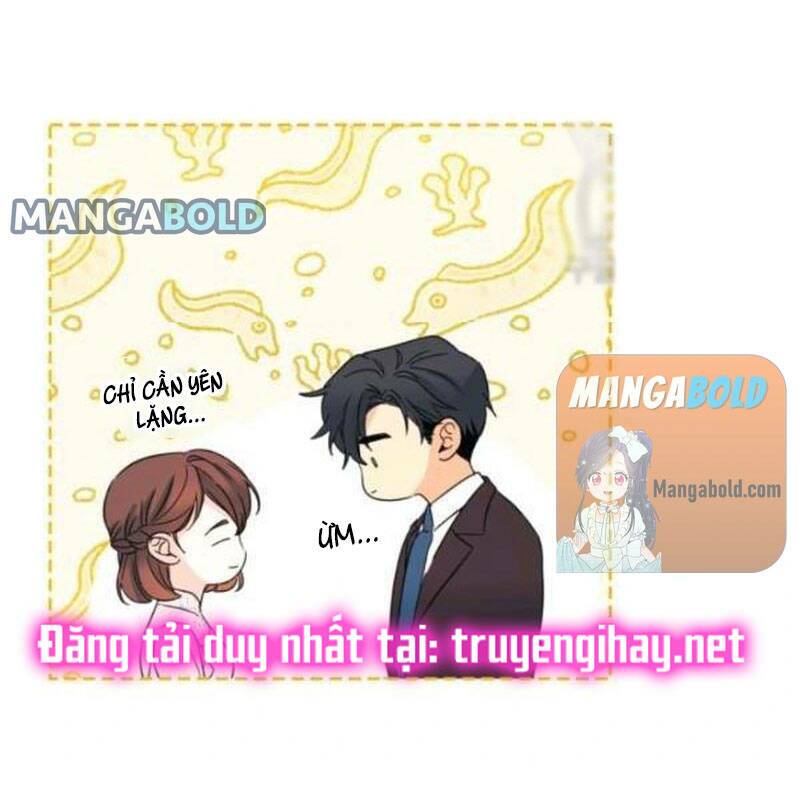 MANGABOLD
CHỈ CẦN YÊN
LẶNG...
MANGABOLD
Mangabold.com
ỪM...
Đăng tải duy nhất tại: truyengihay.net